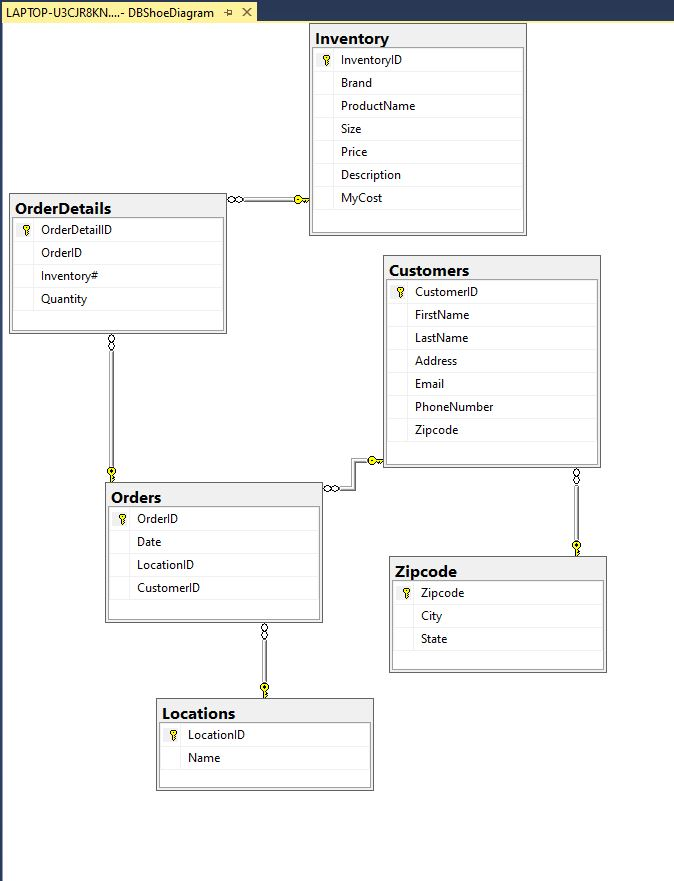 LAPTOP-U3CJR8KN....- DBShoeDiagram
Inventory
InventoryID
Brand
ProductName
Size
Price
Description
MyCost
OrderDetails
OrderDetailID
OrderID
Inventory#
Quantity
Customers
CustomerID
FirstName
LastName
Address
Email
PhoneNumber
Zipcode
Orders
OrderID
Date
LocationID
CustomerID
Zipcode
Zipcode
City
State
Locations
LocationID
Name